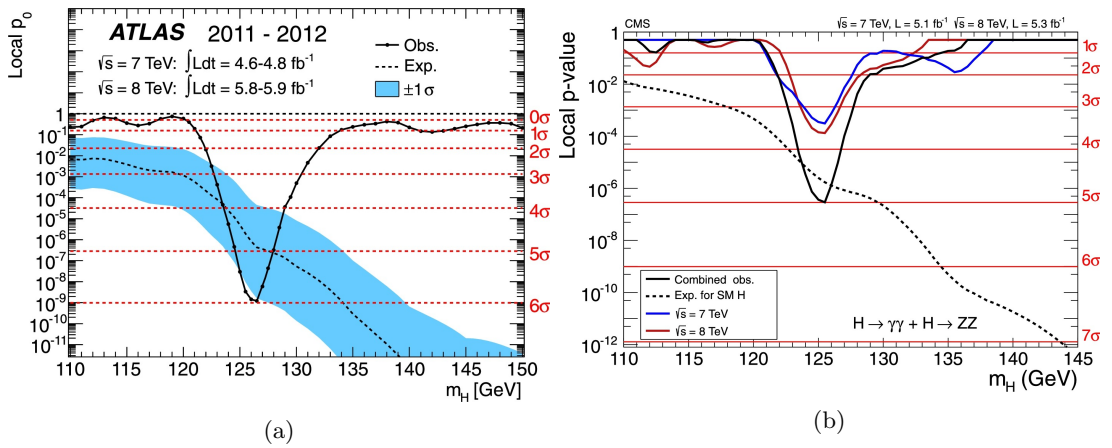 ATLAS 2011 - 2012
√s = 7 TeV: ∫Ldt = 4.6-4.8 fb⁻¹
√s = 8 TeV: ∫Ldt = 5.8-5.9 fb⁻¹
Obs.
Exp.
±1σ
Local p₀
1
10⁻¹
10⁻²
10⁻³
10⁻⁴
10⁻⁵
10⁻⁶
10⁻⁷
10⁻⁸
10⁻⁹
10⁻¹⁰
10⁻¹¹
0σ
1σ
2σ
3σ
4σ
5σ
6σ
110 115 120 125 130 135 140 145 150
m_H [GeV]
(a)
CMS √s = 7 TeV, L = 5.1 fb⁻¹ √s = 8 TeV, L = 5.3 fb⁻¹
Local p-value
1
10⁻²
10⁻⁴
10⁻⁶
10⁻⁸
10⁻¹⁰
10⁻¹²
1σ
2σ
3σ
4σ
5σ
6σ
7σ
Combined obs.
Exp. for SM H
√s = 7 TeV
√s = 8 TeV
H → γγ + H → ZZ
110 115 120 125 130 135 140 145
m_H (GeV)
(b)